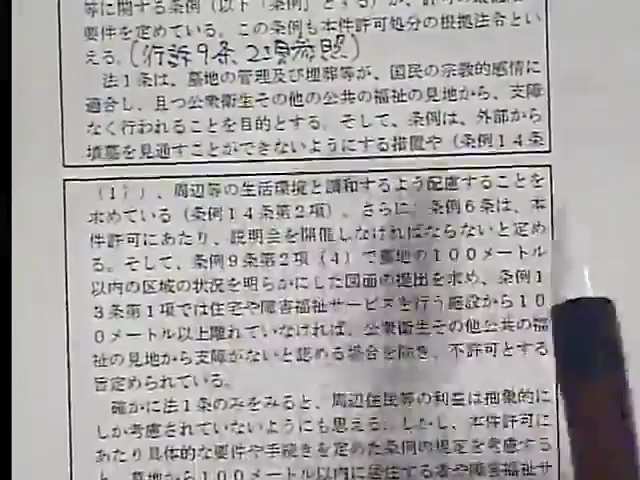 等に関する条例(以下「条例」とする)が、許可の
要件を定めている。この条例も本件許可処分の根拠法令とい
える。(行訴9条2項参照)
法1条は、墓地の管理及び埋葬等が、国民の宗教的感情に
適合し、且つ公衆衛生その他の公共の福祉の見地から、支障
なく行われることを目的とする。そして、条例は、外部から
墳墓を見通すことができないようにする措置や(条例14条
(1))、周辺等の生活環境と調和するよう配慮することを
求めている(条例14条第2項)。さらに、条例6条は、本
件許可にあたり、説明会を開催しなければならないと定め
る。そして、条例9条第2項(4)で墓地の100メートル
以内の区域の状況を明らかにした図面の提出を求め、条例1
3条第1項では住宅や障害福祉サービスを行う施設から10
0メートル以上離れていなければ、公衆衛生その他公共の福
祉の見地から支障がないと認める場合を除き、不許可とする
旨定められている。
確かに法1条のみをみると、周辺住民等の利益は抽象的に
しか考慮されていないようにも思える。しかし、本件許可に
あたり具体的な要件や手続きを定めた条例の規定を考慮する
と、墓地から100メートル以内に居住する者や障害福祉サ